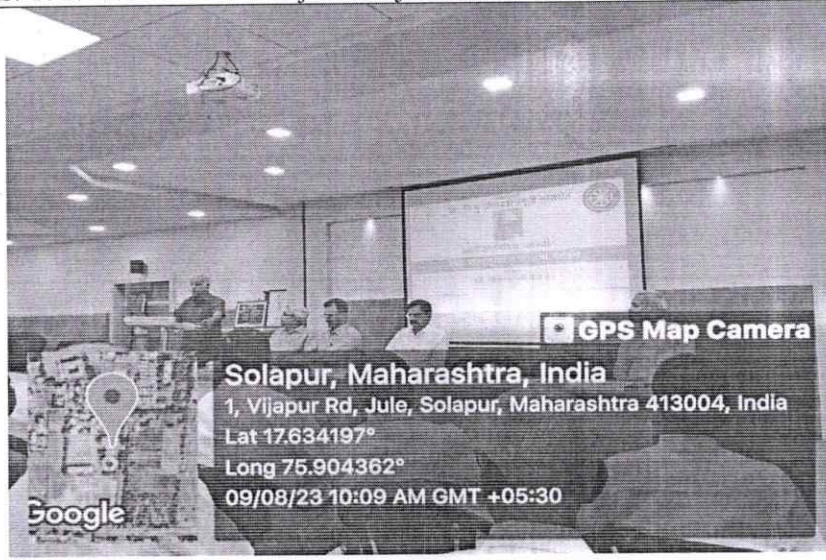 GPS Map Camera
Solapur, Maharashtra, India
1, Vijapur Rd, Jule, Solapur, Maharashtra 413004, India
Lat 17.634197°
Long 75.904362°
09/08/23 10:09 AM GMT +05:30
Google